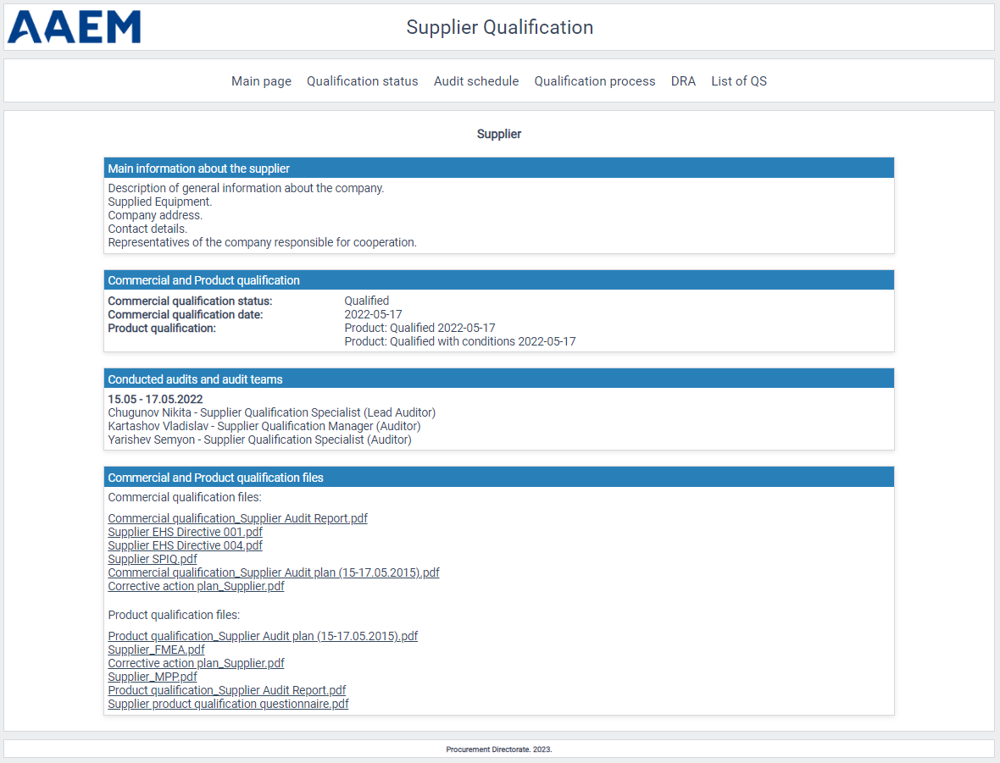 AAEM
Supplier Qualification
Main page Qualification status Audit schedule Qualification process DRA List of QS
Supplier
Main information about the supplier
Description of general information about the company.
Supplied Equipment.
Company address.
Contact details.
Representatives of the company responsible for cooperation.
Commercial and Product qualification
Commercial qualification status: Qualified
Commercial qualification date: 2022-05-17
Product qualification: Product: Qualified 2022-05-17
Product: Qualified with conditions 2022-05-17
Conducted audits and audit teams
15.05 - 17.05.2022
Chugunov Nikita - Supplier Qualification Specialist (Lead Auditor)
Kartashov Vladislav - Supplier Qualification Manager (Auditor)
Yarishev Semyon - Supplier Qualification Specialist (Auditor)
Commercial and Product qualification files
Commercial qualification files:
Commercial qualification_Supplier Audit Report.pdf
Supplier EHS Directive 001.pdf
Supplier EHS Directive 004.pdf
Supplier SPIQ.pdf
Commercial qualification_Supplier Audit plan (15-17.05.2015).pdf
Corrective action plan_Supplier.pdf
Product qualification files:
Product qualification_Supplier Audit plan (15-17.05.2015).pdf
Supplier_FMEA.pdf
Corrective action plan_Supplier.pdf
Supplier_MPP.pdf
Product qualification_Supplier Audit Report.pdf
Supplier product qualification questionnaire.pdf
Procurement Directorate. 2023.